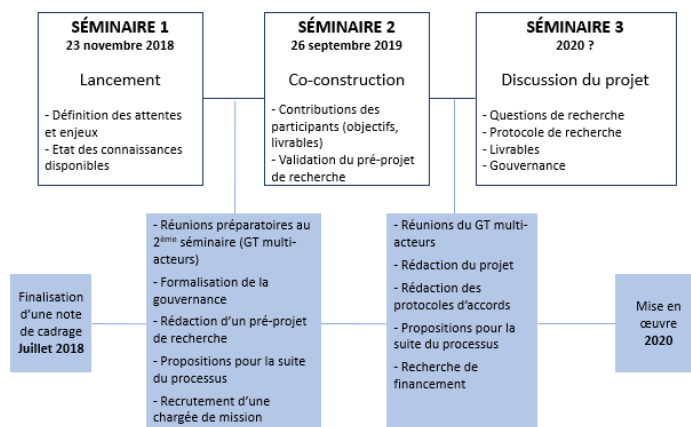 SÉMINAIRE 1
23 novembre 2018
Lancement
- Définition des attentes
et enjeux
- Etat des connaissances
disponibles
SÉMINAIRE 2
26 septembre 2019
Co-construction
- Contributions des
participants (objectifs,
livrables)
- Validation du pré-projet
de recherche
SÉMINAIRE 3
2020 ?
Discussion du projet
- Questions de recherche
- Protocole de recherche
- Livrables
- Gouvernance
Finalisation
d'une note
de cadrage
Juillet 2018
- Réunions préparatoires au
2ème séminaire (GT multi-
acteurs)
- Formalisation de la
gouvernance
- Rédaction d'un pré-projet
de recherche
- Propositions pour la suite
du processus
- Recrutement d'une
chargée de mission
- Réunions du GT multi-
acteurs
- Rédaction du projet
- Rédaction des
protocoles d'accords
- Propositions pour la
suite du processus
- Recherche de
financement
Mise en
œuvre
2020